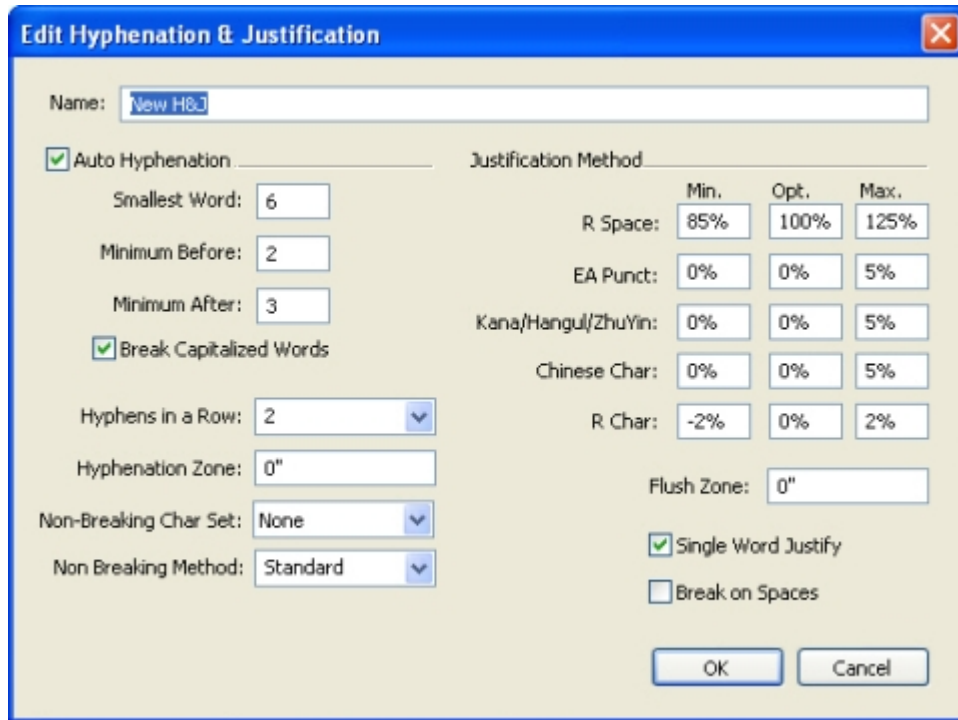 Edit Hyphenation & Justification
Name: New H&J
Auto Hyphenation
Smallest Word: 6
Minimum Before: 2
Minimum After: 3
Break Capitalized Words
Hyphens in a Row: 2
Hyphenation Zone: 0"
Non-Breaking Char Set: None
Non Breaking Method: Standard
Justification Method
Min. Opt. Max.
R Space: 85% 100% 125%
EA Punct: 0% 0% 5%
Kana/Hangul/ZhuYin: 0% 0% 5%
Chinese Char: 0% 0% 5%
R Char: -2% 0% 2%
Flush Zone: 0"
Single Word Justify
Break on Spaces
OK Cancel